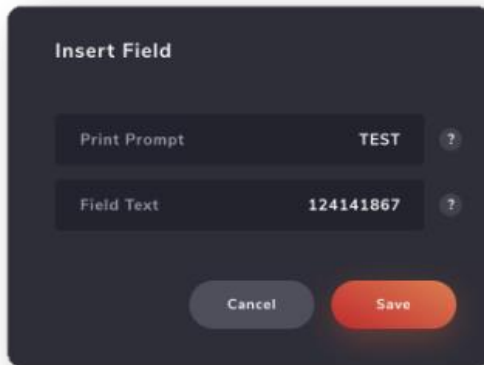 Insert Field
Print Prompt TEST ?
Field Text 124141867 ?
Cancel Save